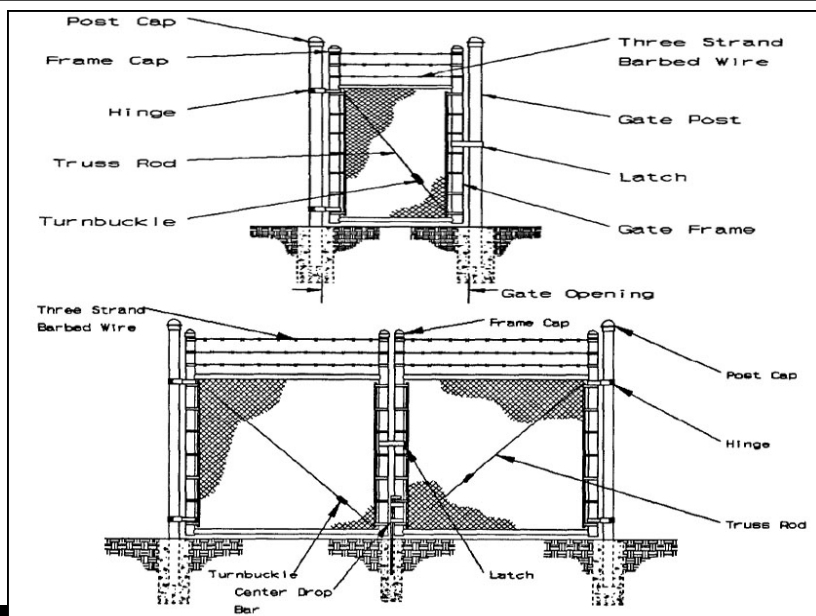 Post Cap
Frame Cap
Hinge
Truss Rod
Turnbuckle
Three Strand
Barbed Wire
Gate Post
Latch
Gate Frame
Gate Opening
Three Strand
Barbed Wire
Frame Cap
Post Cap
Hinge
Truss Rod
Turnbuckle
Center Drop
Bar
Latch